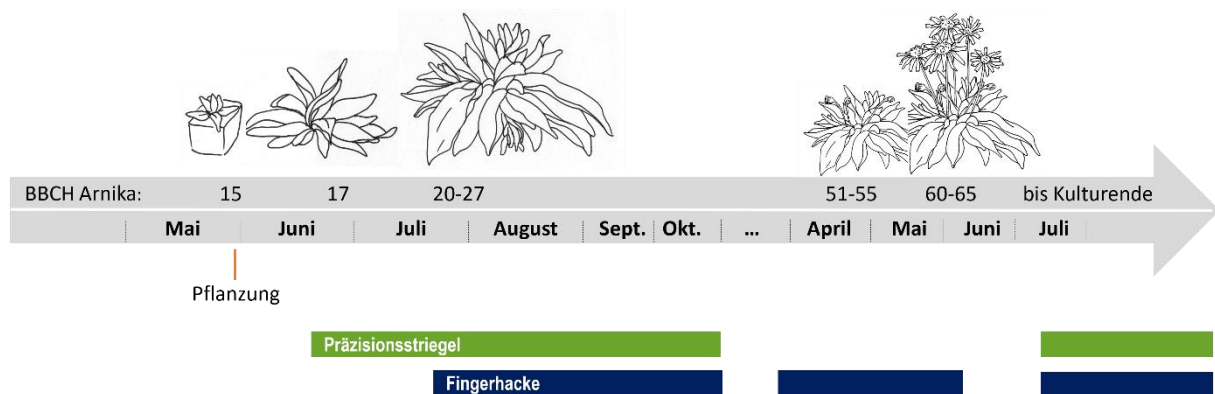 BBCH Arnika: 15 17 20-27 51-55 60-65 bis Kulturende
Mai Juni Juli August Sept. Okt. ... April Mai Juni Juli
Pflanzung
Präzisionsstriegel
Fingerhacke